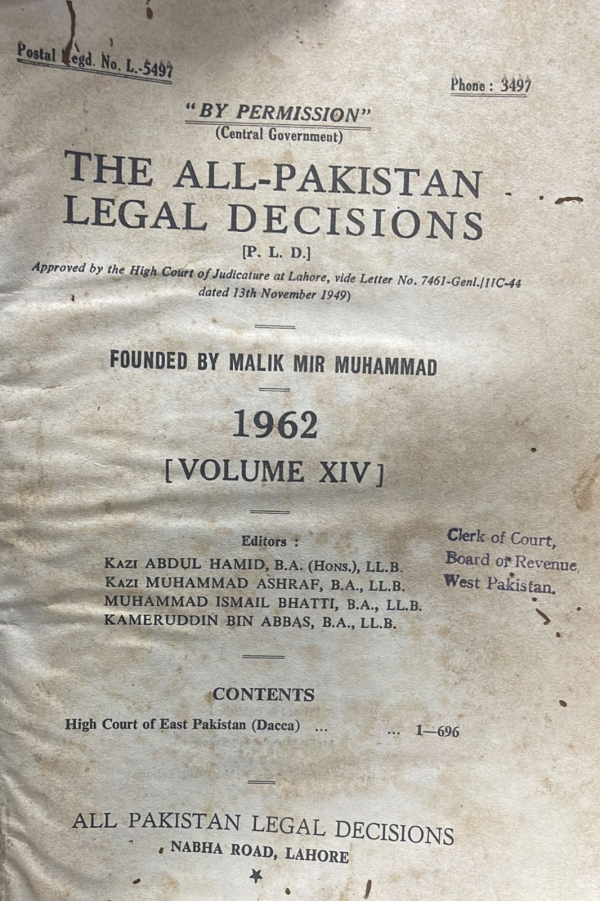 Postal Regd. No. L.-5497
Phone : 3497
"BY PERMISSION"
(Central Government)
THE ALL-PAKISTAN
LEGAL DECISIONS
[P. L. D.]
Approved by the High Court of Judicature at Lahore, vide Letter No. 7461-Genl./11C-44
dated 13th November 1949)
FOUNDED BY MALIK MIR MUHAMMAD
1962
[VOLUME XIV]
Editors :
KAZI ABDUL HAMID, B.A. (HONS.), LL.B.
KAZI MUHAMMAD ASHRAF, B.A., LL.B.
MUHAMMAD ISMAIL BHATTI, B.A., LL.B.
KAMERUDDIN BIN ABBAS, B.A., LL.B.
Clerk of Court,
Board of Revenue,
West Pakistan.
CONTENTS
High Court of East Pakistan (Dacca) ... ... 1—696
ALL PAKISTAN LEGAL DECISIONS
NABHA ROAD, LAHORE